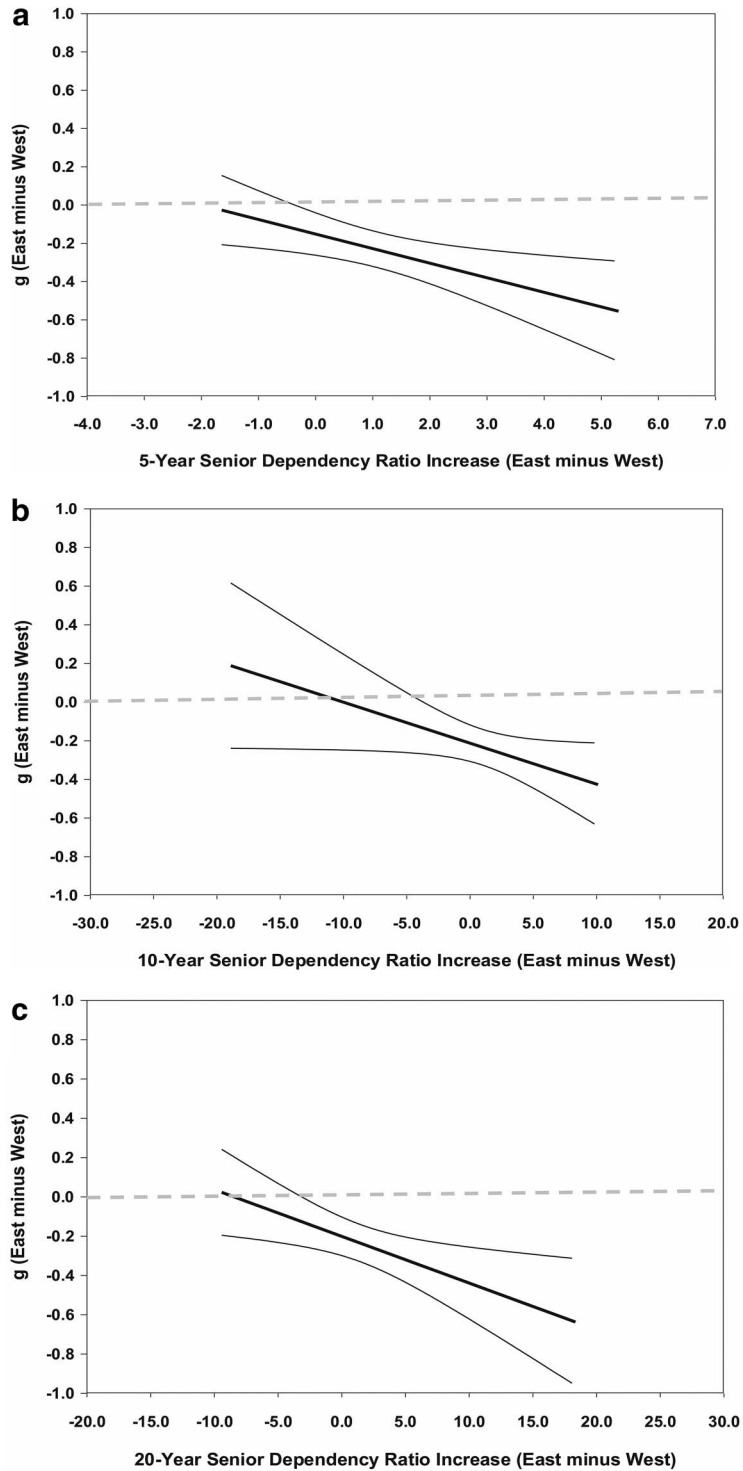 a
g (East minus West)
1.0
0.8
0.6
0.4
0.2
0.0
-0.2
-0.4
-0.6
-0.8
-1.0
-4.0 -3.0 -2.0 -1.0 0.0 1.0 2.0 3.0 4.0 5.0 6.0 7.0
5-Year Senior Dependency Ratio Increase (East minus West)
b
g (East minus West)
1.0
0.8
0.6
0.4
0.2
0.0
-0.2
-0.4
-0.6
-0.8
-1.0
-30.0 -25.0 -20.0 -15.0 -10.0 -5.0 0.0 5.0 10.0 15.0 20.0
10-Year Senior Dependency Ratio Increase (East minus West)
c
g (East minus West)
1.0
0.8
0.6
0.4
0.2
0.0
-0.2
-0.4
-0.6
-0.8
-1.0
-20.0 -15.0 -10.0 -5.0 0.0 5.0 10.0 15.0 20.0 25.0 30.0
20-Year Senior Dependency Ratio Increase (East minus West)